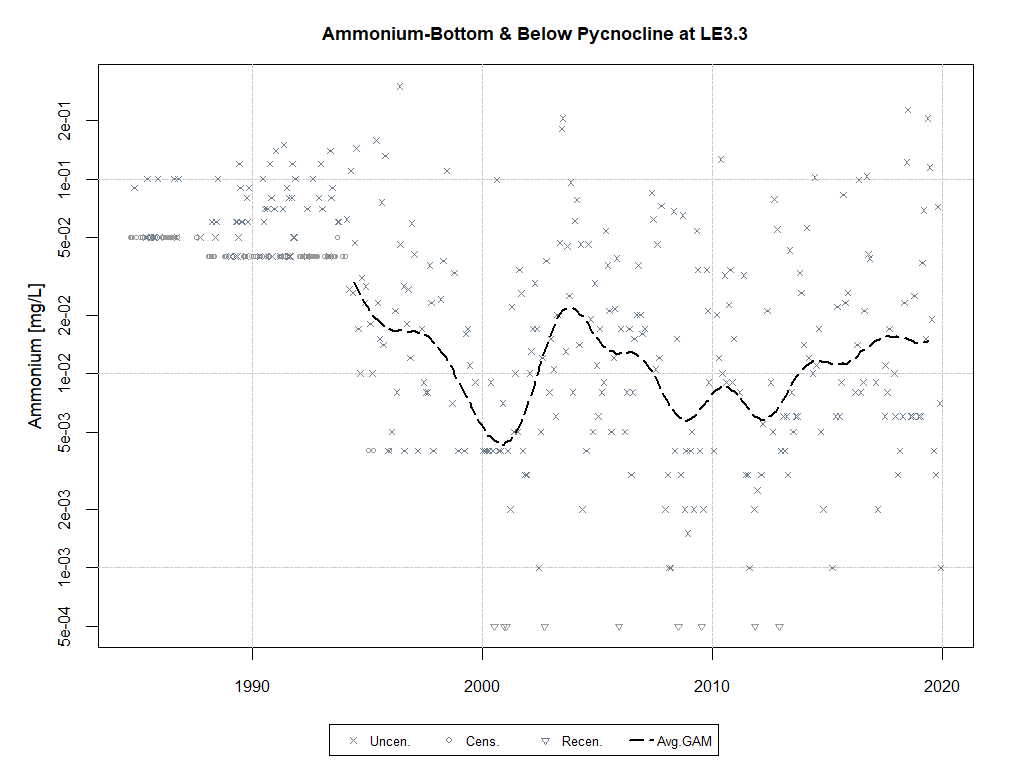 Ammonium-Bottom & Below Pycnocline at LE3.3
Ammonium [mg/L]
2e-01
1e-01
5e-02
2e-02
1e-02
5e-03
2e-03
1e-03
5e-04
1990 2000 2010 2020
Uncen. Cens. Recen. Avg.GAM